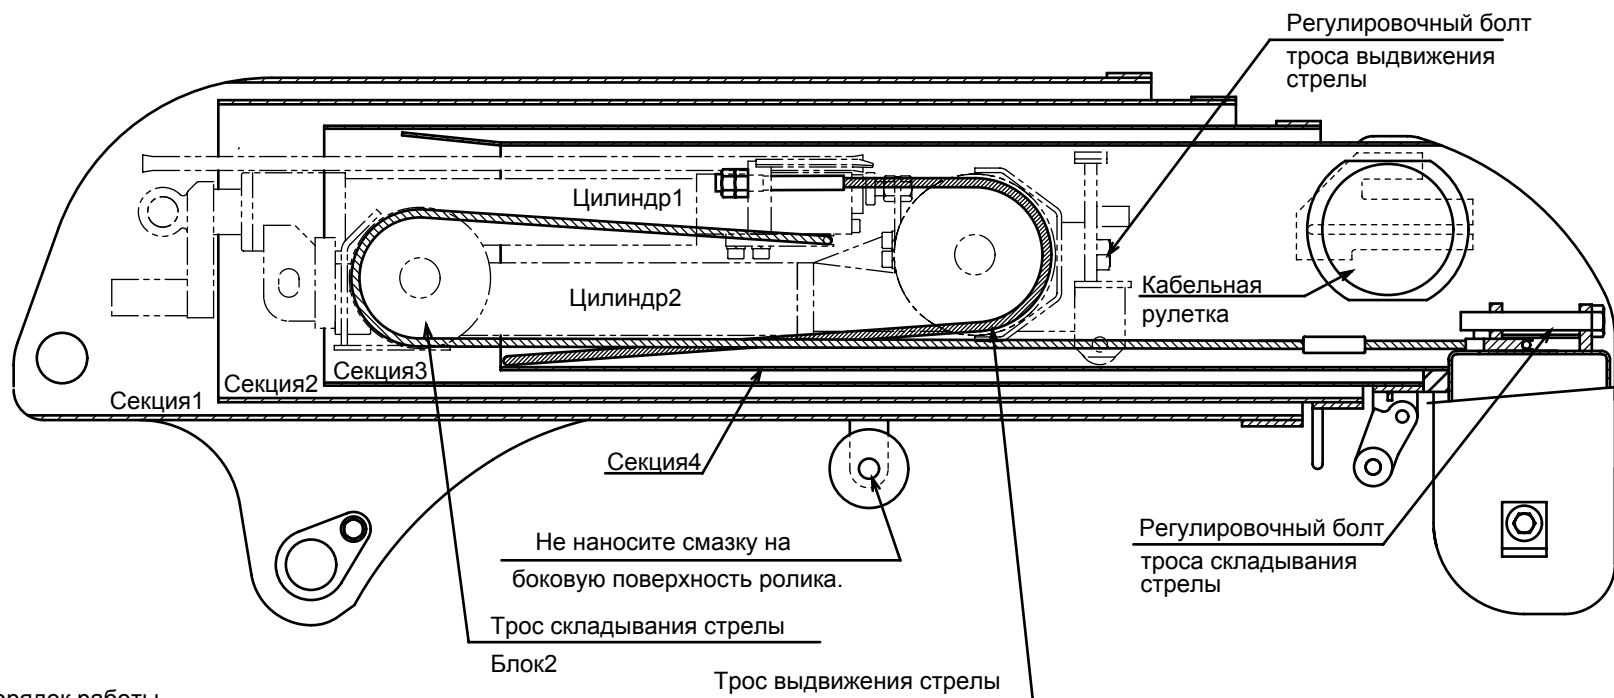 Регулировочный болт
троса выдвижения
стрелы
Цилиндр1
Цилиндр2
Кабельная
рулетка
Секция3
Секция2
Секция1
Секция4
Не наносите смазку на
боковую поверхность ролика.
Регулировочный болт
троса складывания
стрелы
Трос складывания стрелы
Блок2
Трос выдвижения стрелы